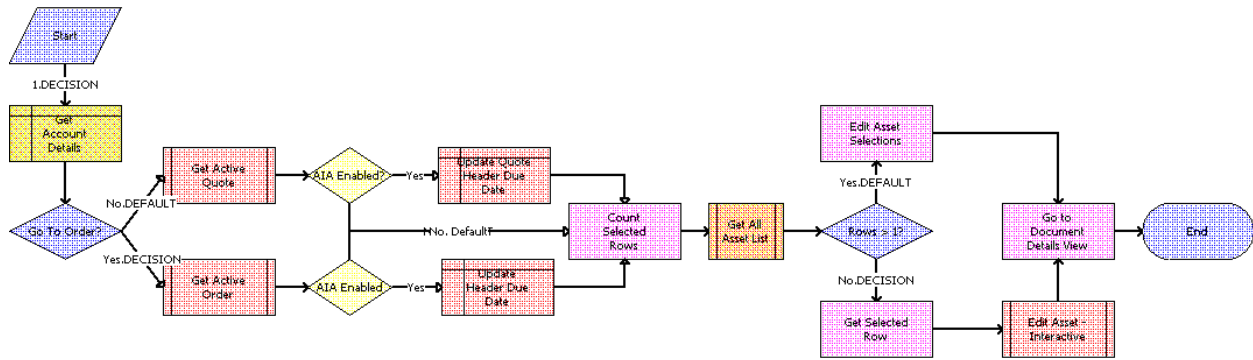 Start
1.DECISION
Get
Account
Details
Go To Order?
No.DEFAULT
Yes.DECISION
Get Active
Quote
Get Active
Order
AIA Enabled?
Yes
AIA Enabled
Yes
Update Quote
Header Due
Date
No. Default
Update
Header Due
Date
Count
Selected
Rows
Get All
Asset List
Rows > 1?
Yes.DEFAULT
No.DECISION
Edit Asset
Selections
Get Selected
Row
Edit Asset -
Interactive
Go to
Document
Details View
End